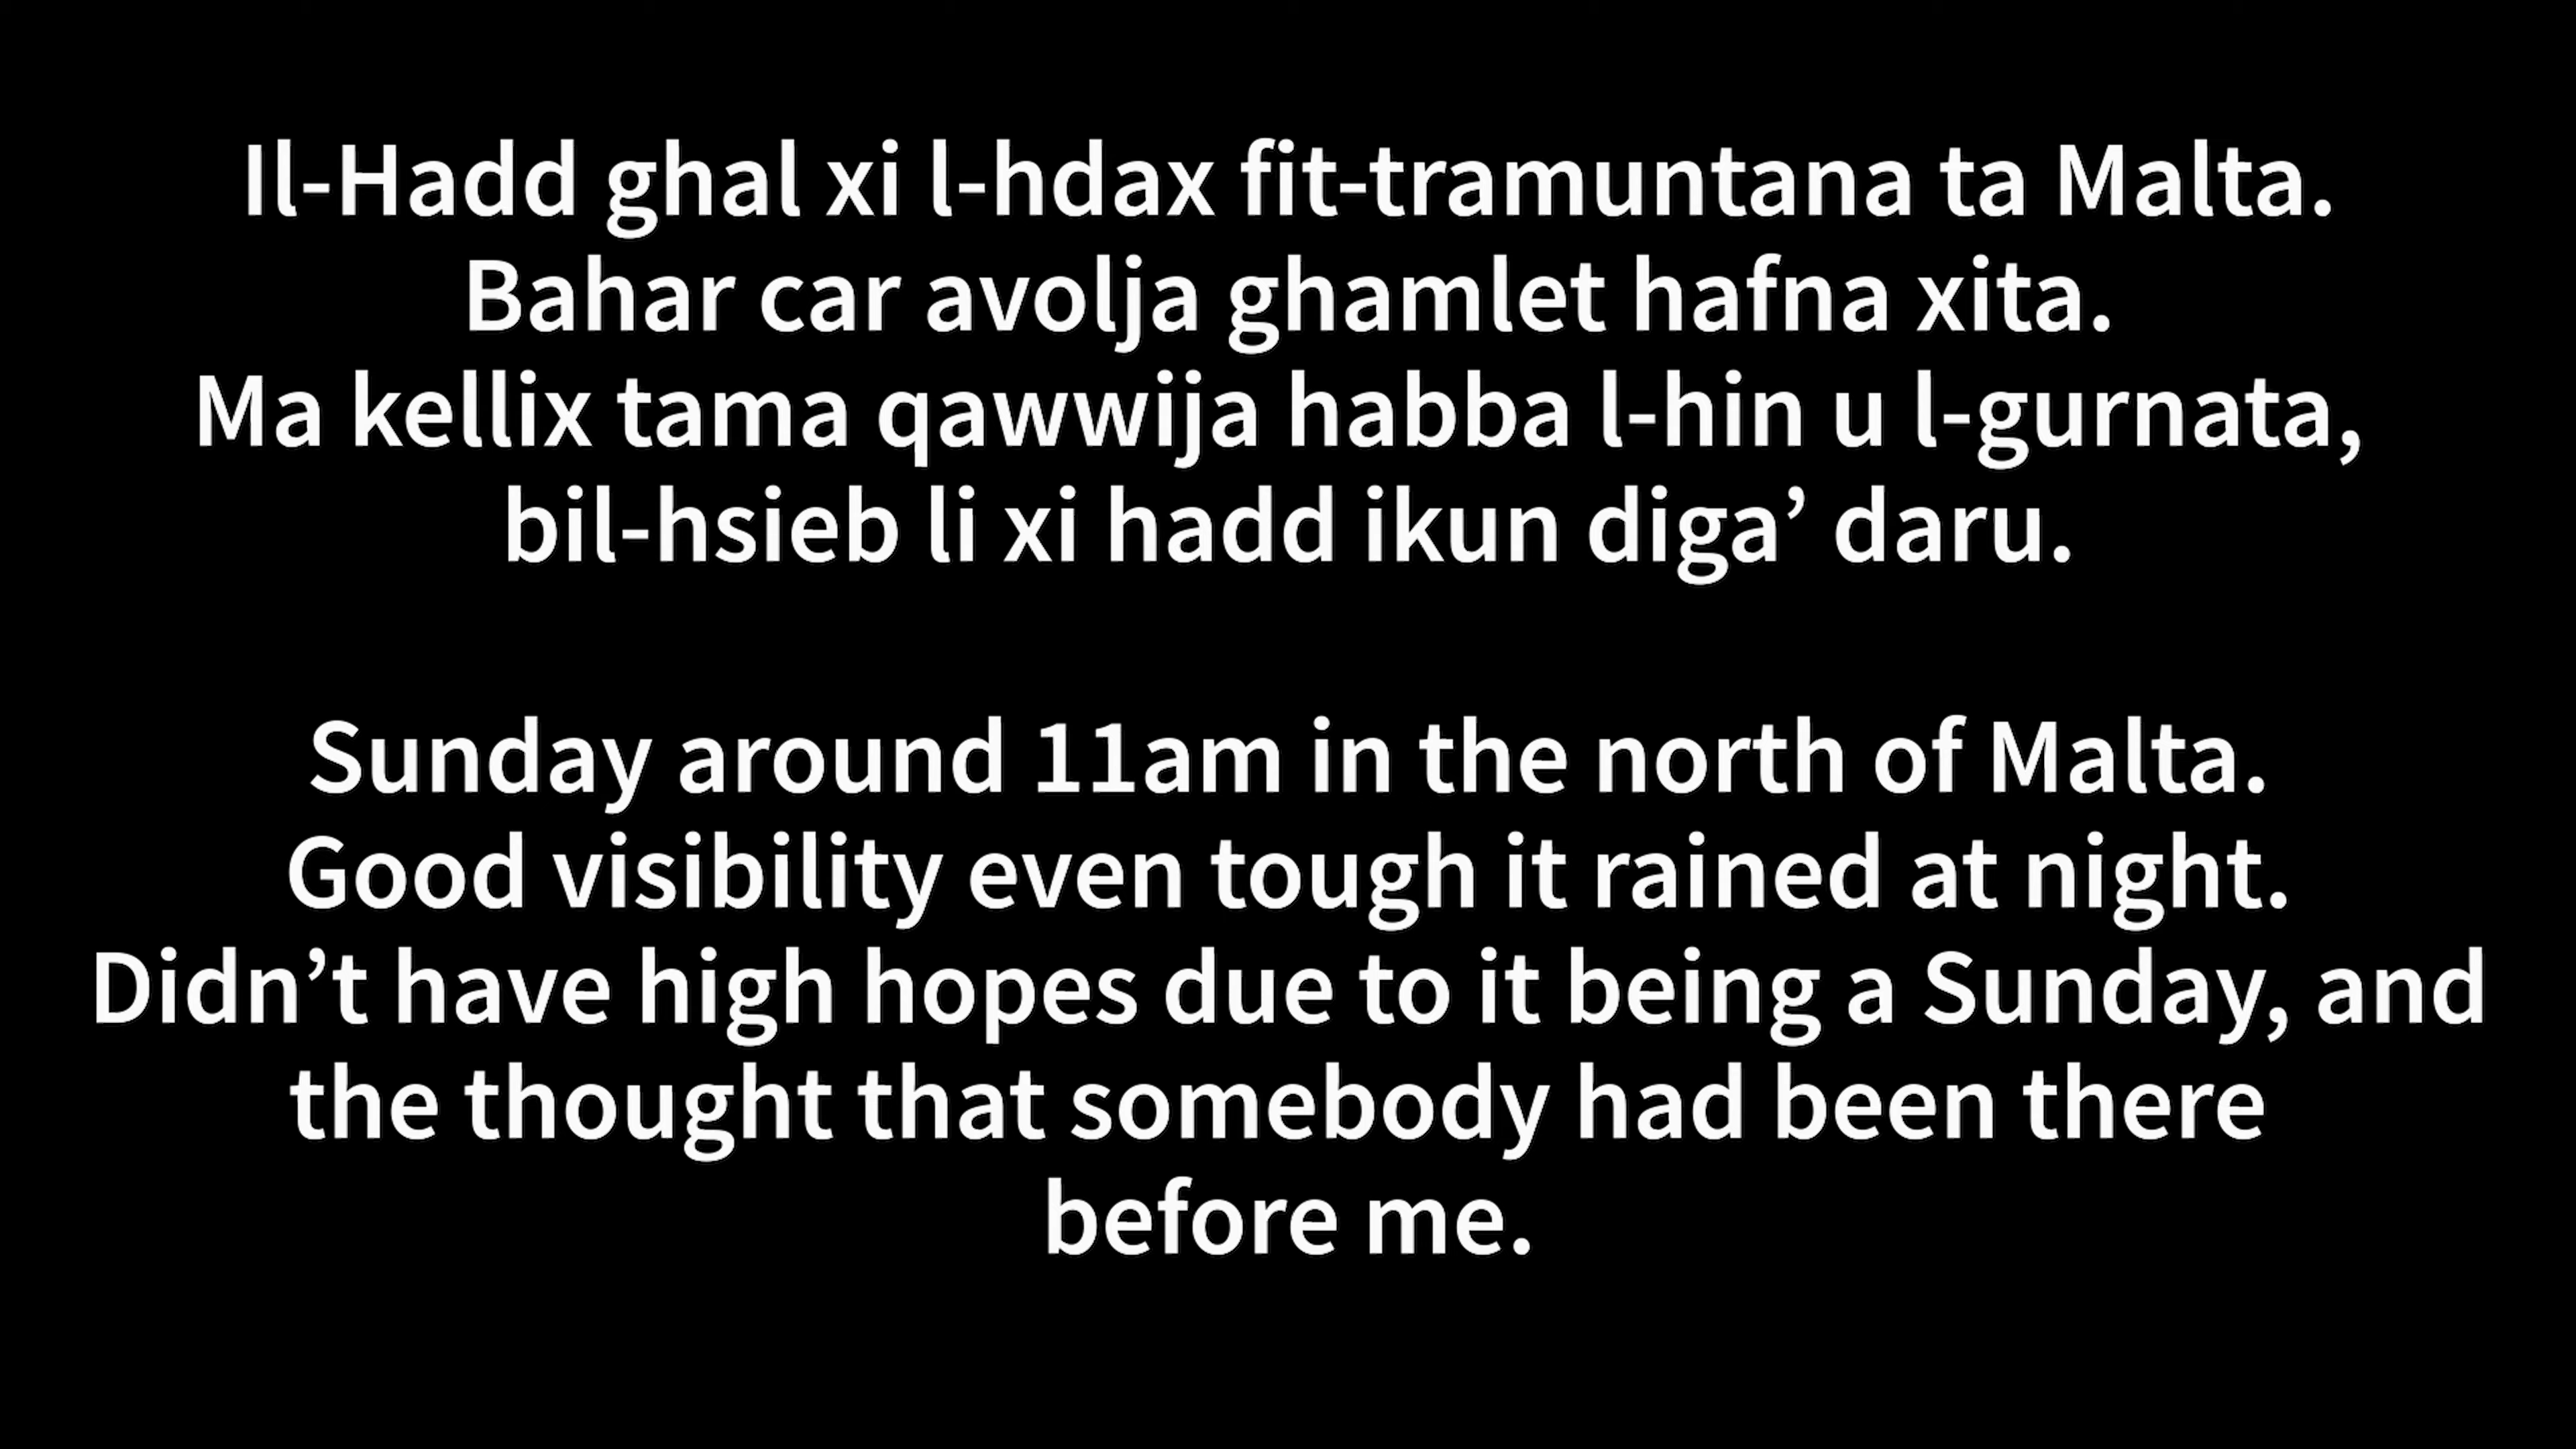 Il-Hadd ghal xi l-hdax fit-tramuntana ta Malta.
Bahar car avolja ghamlet hafna xita.
Ma kellix tama qawwija habba l-hin u l-gurnata,
bil-hsieb li xi hadd ikun diga’ daru.
Sunday around 11am in the north of Malta.
Good visibility even tough it rained at night.
Didn’t have high hopes due to it being a Sunday, and
the thought that somebody had been there
before me.